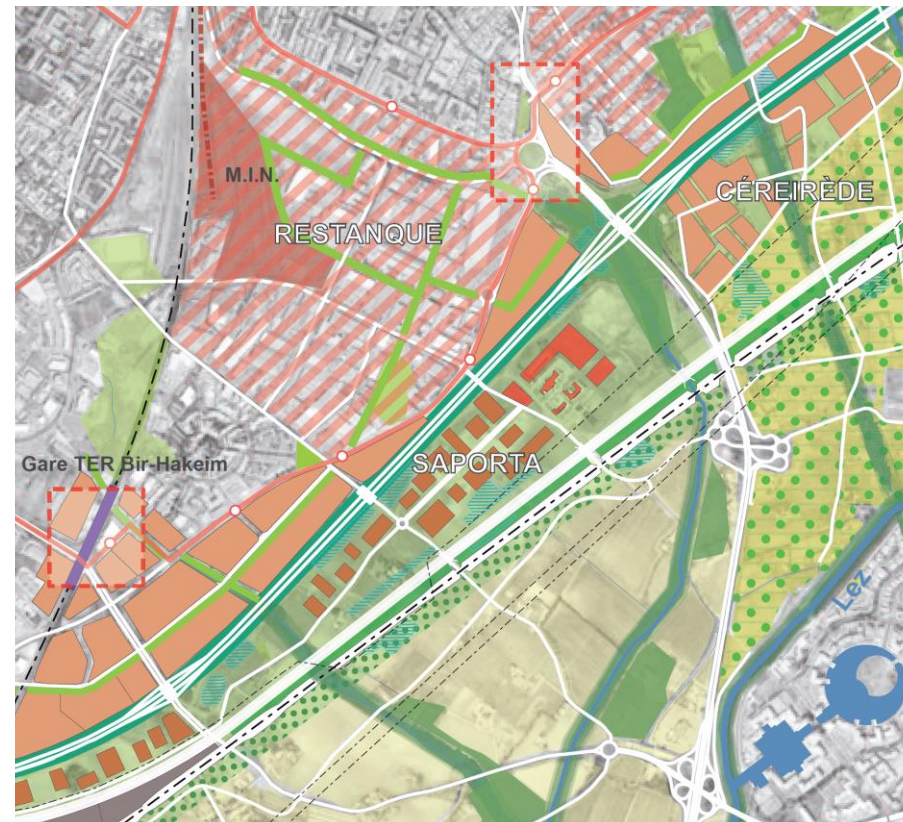 M.I.N.
CÉREIRÈDE
RESTANQUE
Gare TER Bir-Hakeim
SAPORTA
Lez